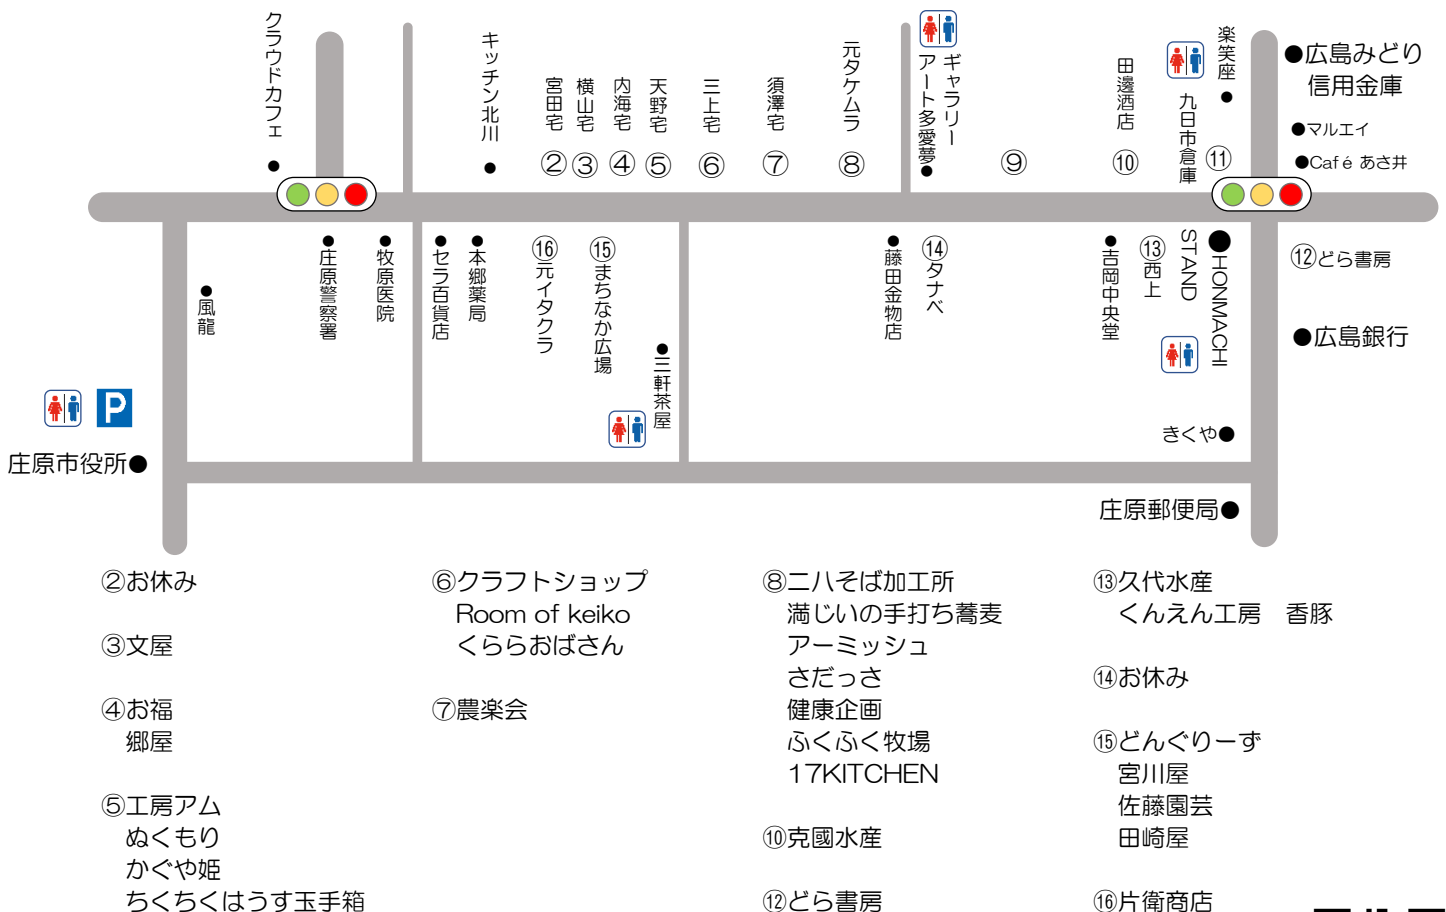 クラウドカフェ
キッチン北川
宮田宅
横山宅
内海宅
天野宅
三上宅
須澤宅
元タケムラ
ギャラリー
アート多愛夢
田邊酒店
九日市倉庫
楽笑座
●広島みどり
信用金庫
●マルエイ
●Café あさ井
②
③
④
⑤
⑥
⑦
⑧
⑨
⑩
⑪
風龍
庄原警察署
牧原医院
セラ百貨店
本郷薬局
⑯元イタクラ
⑮まちなか広場
三軒茶屋
藤田金物店
⑭タナベ
吉岡中央堂
⑬西上
●HONMACHI
STAND
⑫どら書房
●広島銀行
P
きくや●
庄原市役所●
庄原郵便局●
②お休み
③文屋
④お福
郷屋
⑤工房アム
ぬくもり
かぐや姫
ちくちくはうす玉手箱
⑥クラフトショップ
Room of keiko
くららおばさん
⑦農楽会
⑧二八そば加工所
満じいの手打ち蕎麦
アーミッシュ
さだっさ
健康企画
ふくふく牧場
17KITCHEN
⑩克國水産
⑫どら書房
⑬久代水産
くんえん工房　香豚
⑭お休み
⑮どんぐりーず
宮川屋
佐藤園芸
田崎屋
⑯片衛商店